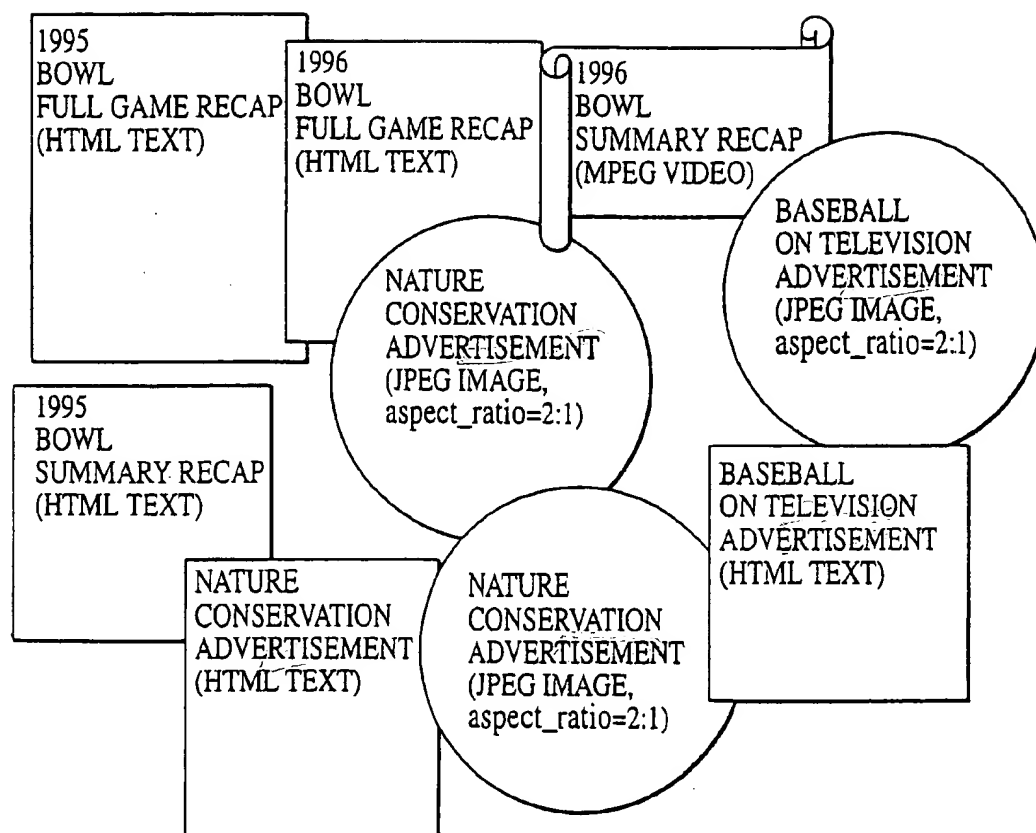 1995
BOWL
FULL GAME RECAP
(HTML TEXT)
1996
BOWL
FULL GAME RECAP
(HTML TEXT)
1996
BOWL
SUMMARY RECAP
(MPEG VIDEO)
BASEBALL
ON TELEVISION
ADVERTISEMENT
(JPEG IMAGE,
aspect_ratio=2:1)
NATURE
CONSERVATION
ADVERTISEMENT
(JPEG IMAGE,
aspect_ratio=2:1)
1995
BOWL
SUMMARY RECAP
(HTML TEXT)
BASEBALL
ON TELEVISION
ADVERTISEMENT
(HTML TEXT)
NATURE
CONSERVATION
ADVERTISEMENT
(HTML TEXT)
NATURE
CONSERVATION
ADVERTISEMENT
(JPEG IMAGE,
aspect_ratio=2:1)